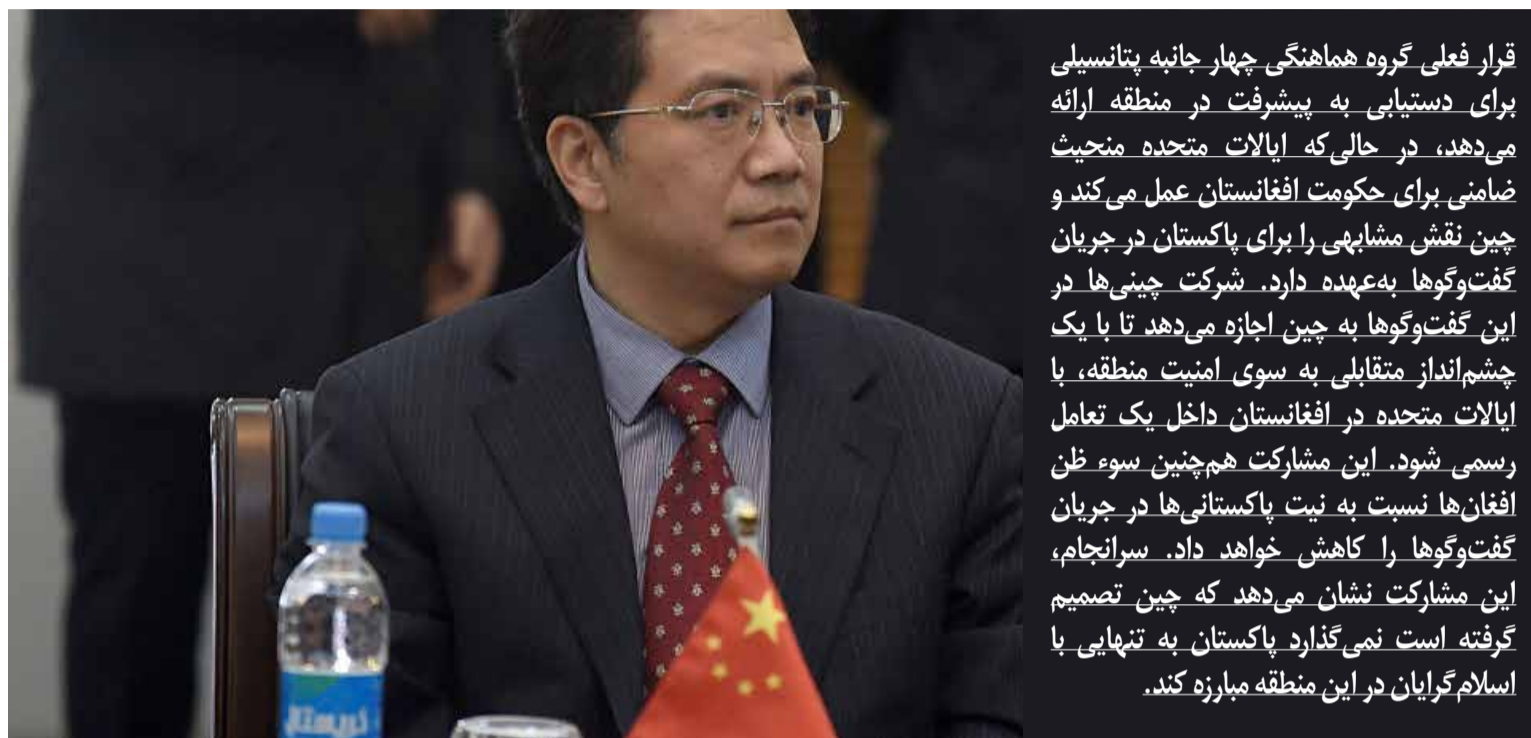 قرار فعلی گروه هماهنگی چهار جانبه پتانسیلی
برای دستیابی به پیشرفت در منطقه ارائه
می‌دهد، در حالی‌که ایالات متحده منحیث
ضامنی برای حکومت افغانستان عمل می‌کند و
چین نقش مشابهی را برای پاکستان در جریان
گفت‌وگوها به‌عهده دارد. شرکت چینی‌ها در
این گفت‌وگوها به چین اجازه می‌دهد تا با یک
چشم‌انداز متقابلی به سوی امنیت منطقه، با
ایالات متحده در افغانستان داخل یک تعامل
رسمی شود. این مشارکت هم‌چنین سوء ظن
افغان‌ها نسبت به نیت پاکستانی‌ها در جریان
گفت‌وگوها را کاهش خواهد داد. سرانجام،
این مشارکت نشان می‌دهد که چین تصمیم
گرفته است نمی‌گذارد پاکستان به تنهایی با
اسلام‌گرایان در این منطقه مبارزه کند.